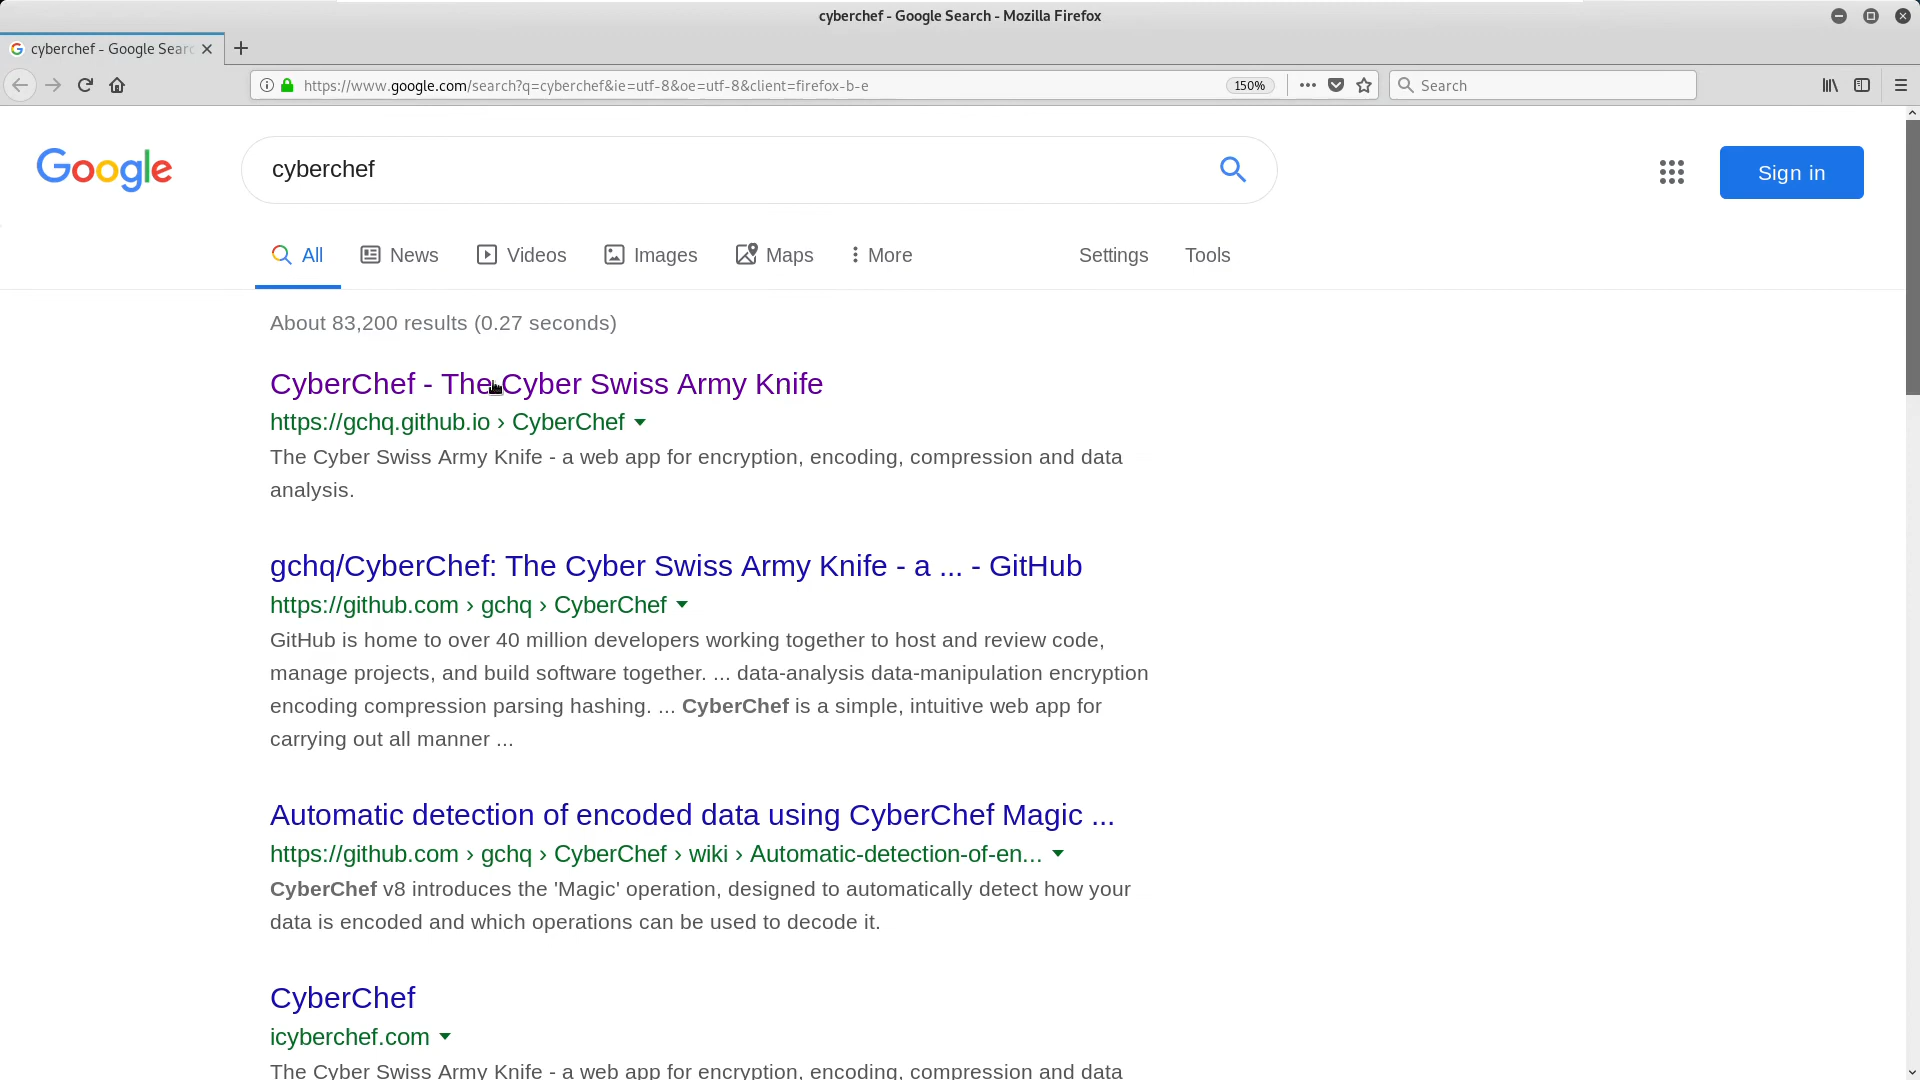 cyberchef - Google Search - Mozilla Firefox
cyberchef - Google Searc
https://www.google.com/search?q=cyberchef&ie=utf-8&oe=utf-8&client=firefox-b-e
150%
Search
Google
cyberchef
Sign in
All
News
Videos
Images
Maps
More
Settings
Tools
About 83,200 results (0.27 seconds)
CyberChef - The Cyber Swiss Army Knife
https://gchq.github.io › CyberChef
The Cyber Swiss Army Knife - a web app for encryption, encoding, compression and data
analysis.
gchq/CyberChef: The Cyber Swiss Army Knife - a ... - GitHub
https://github.com › gchq › CyberChef
GitHub is home to over 40 million developers working together to host and review code,
manage projects, and build software together. ... data-analysis data-manipulation encryption
encoding compression parsing hashing. ... CyberChef is a simple, intuitive web app for
carrying out all manner ...
Automatic detection of encoded data using CyberChef Magic ...
https://github.com › gchq › CyberChef › wiki › Automatic-detection-of-en...
CyberChef v8 introduces the 'Magic' operation, designed to automatically detect how your
data is encoded and which operations can be used to decode it.
CyberChef
icyberchef.com
The Cyber Swiss Army Knife - a web app for encryption, encoding, compression and data